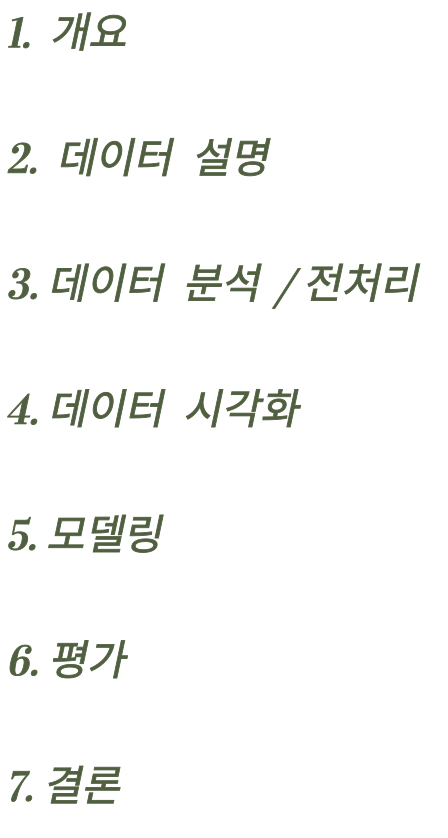 1. 개요
2. 데이터 설명
3. 데이터 분석 / 전처리
4. 데이터 시각화
5. 모델링
6. 평가
7. 결론